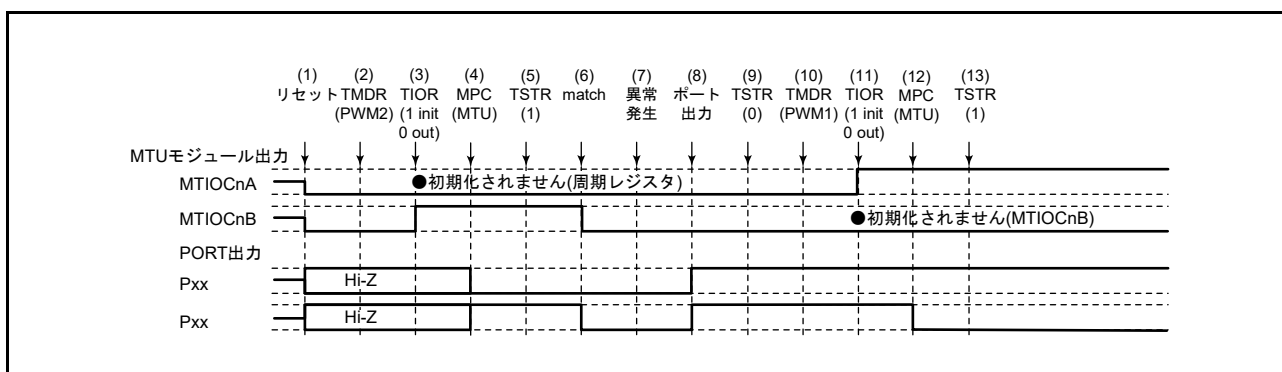 (1) (2) (3) (4) (5) (6) (7) (8) (9) (10) (11) (12) (13)
リセット TMDR TIOR MPC TSTR match 異常 ポート TSTR TMDR TIOR MPC TSTR
(PWM2) (1 init (MTU) (1) 発生 出力 (0) (PWM1) (1 init (MTU) (1)
0 out) 0 out)
MTUモジュール出力
MTIOCnA ●初期化されません(周期レジスタ)
MTIOCnB ●初期化されません(MTIOCnB)
PORT出力
Pxx Hi-Z
Pxx Hi-Z